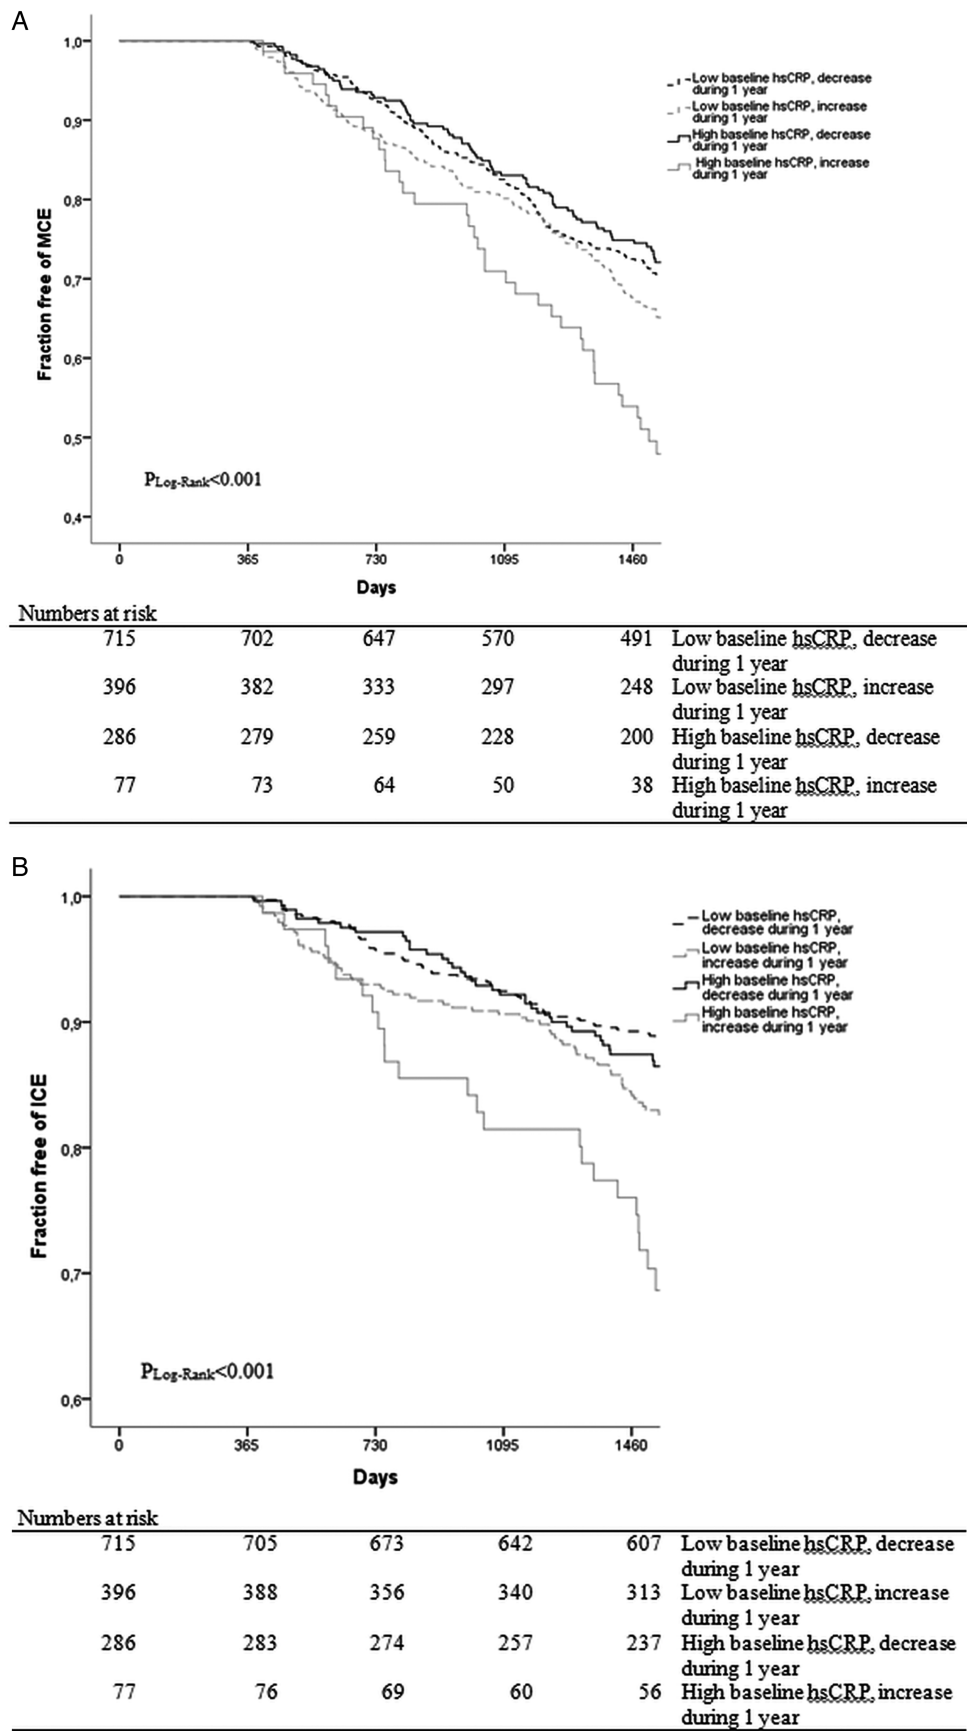 A
1,0
0,9
0,8
0,7
0,6
0,5
0,4
Fraction free of MCE
Low baseline hsCRP, decrease
during 1 year
Low baseline hsCRP, increase
during 1 year
High baseline hsCRP, decrease
during 1 year
High baseline hsCRP, increase
during 1 year
PLog-Rank<0.001
0 365 730 1095 1460
Days
Numbers at risk
715 702 647 570 491 Low baseline hsCRP, decrease
during 1 year
396 382 333 297 248 Low baseline hsCRP, increase
during 1 year
286 279 259 228 200 High baseline hsCRP, decrease
during 1 year
77 73 64 50 38 High baseline hsCRP, increase
during 1 year
B
1,0
0,9
0,8
0,7
0,6
Fraction free of ICE
Low baseline hsCRP,
decrease during 1 year
Low baseline hsCRP,
increase during 1 year
High baseline hsCRP,
decrease during 1 year
High baseline hsCRP,
increase during 1 year
PLog-Rank<0.001
0 365 730 1095 1460
Days
Numbers at risk
715 705 673 642 607 Low baseline hsCRP, decrease
during 1 year
396 388 356 340 313 Low baseline hsCRP, increase
during 1 year
286 283 274 257 237 High baseline hsCRP, decrease
during 1 year
77 76 69 60 56 High baseline hsCRP, increase
during 1 year